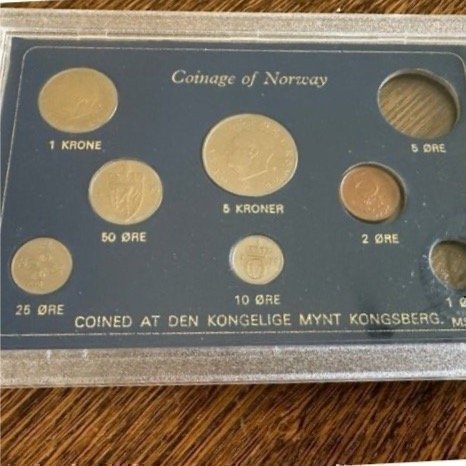 Coinage of Norway
1 KRONE
5 ØRE
5 KRONER
50 ØRE
2 ØRE
25 ØRE
10 ØRE
1 Ø
COINED AT DEN KONGELIGE MYNT KONGSBERG.